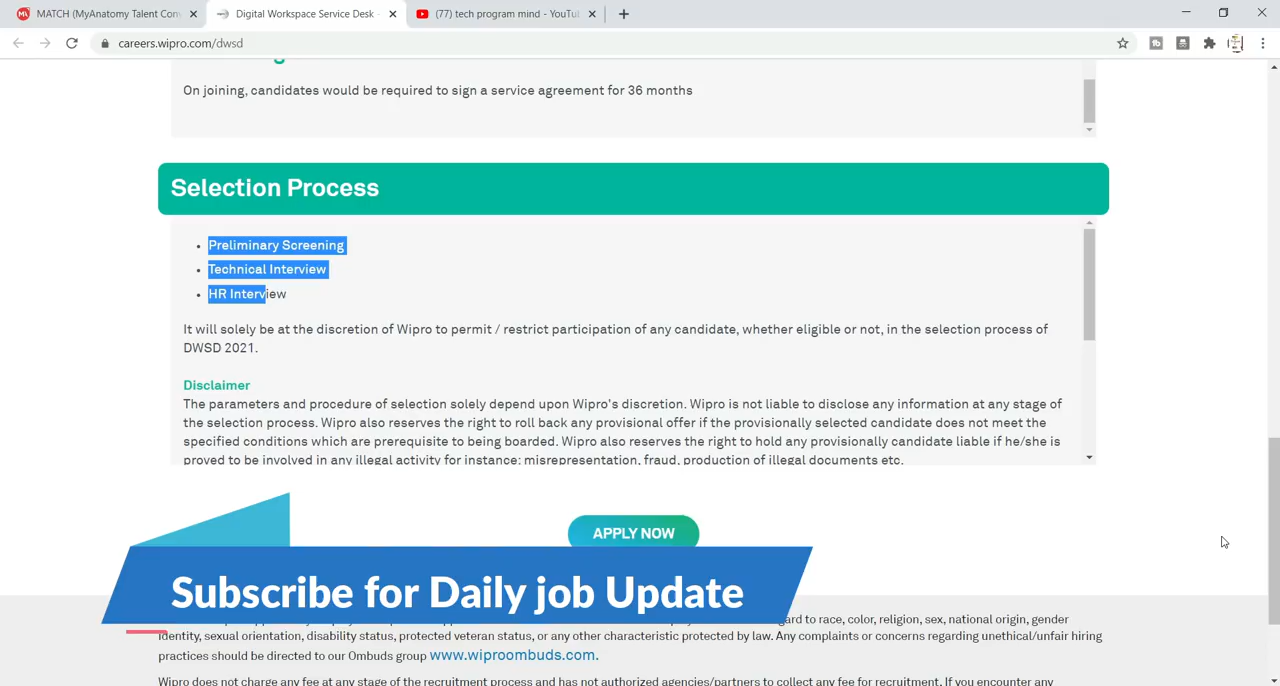 MATCH (MyAnatomy Talent Con
Digital Workspace Service Desk -
(77) tech program mind - YouTu
careers.wipro.com/dwsd
On joining, candidates would be required to sign a service agreement for 36 months
Selection Process
• Preliminary Screening
• Technical Interview
• HR Interview
It will solely be at the discretion of Wipro to permit / restrict participation of any candidate, whether eligible or not, in the selection process of
DWSD 2021.
Disclaimer
The parameters and procedure of selection solely depend upon Wipro's discretion. Wipro is not liable to disclose any information at any stage of
the selection process. Wipro also reserves the right to roll back any provisional offer if the provisionally selected candidate does not meet the
specified conditions which are prerequisite to being boarded. Wipro also reserves the right to hold any provisionally candidate liable if he/she is
proved to be involved in any illegal activity for instance: misrepresentation, fraud, production of illegal documents etc.
APPLY NOW
Subscribe for Daily job Update
gard to race, color, religion, sex, national origin, gender
identity, sexual orientation, disability status, protected veteran status, or any other characteristic protected by law. Any complaints or concerns regarding unethical/unfair hiring
practices should be directed to our Ombuds group www.wiproombuds.com.
Wipro does not charge any fee at any stage of the recruitment process and has not authorized agencies/partners to collect any fee for recruitment. If you encounter any